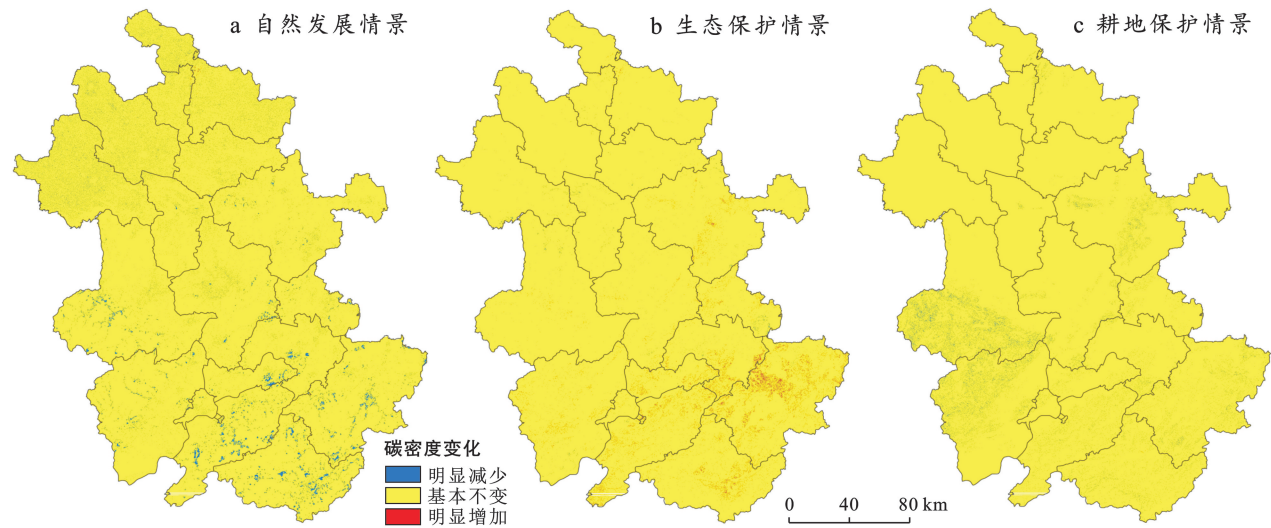 a 自然发展情景
b 生态保护情景
c 耕地保护情景
碳密度变化
明显减少
基本不变
明显增加
0 40 80 km